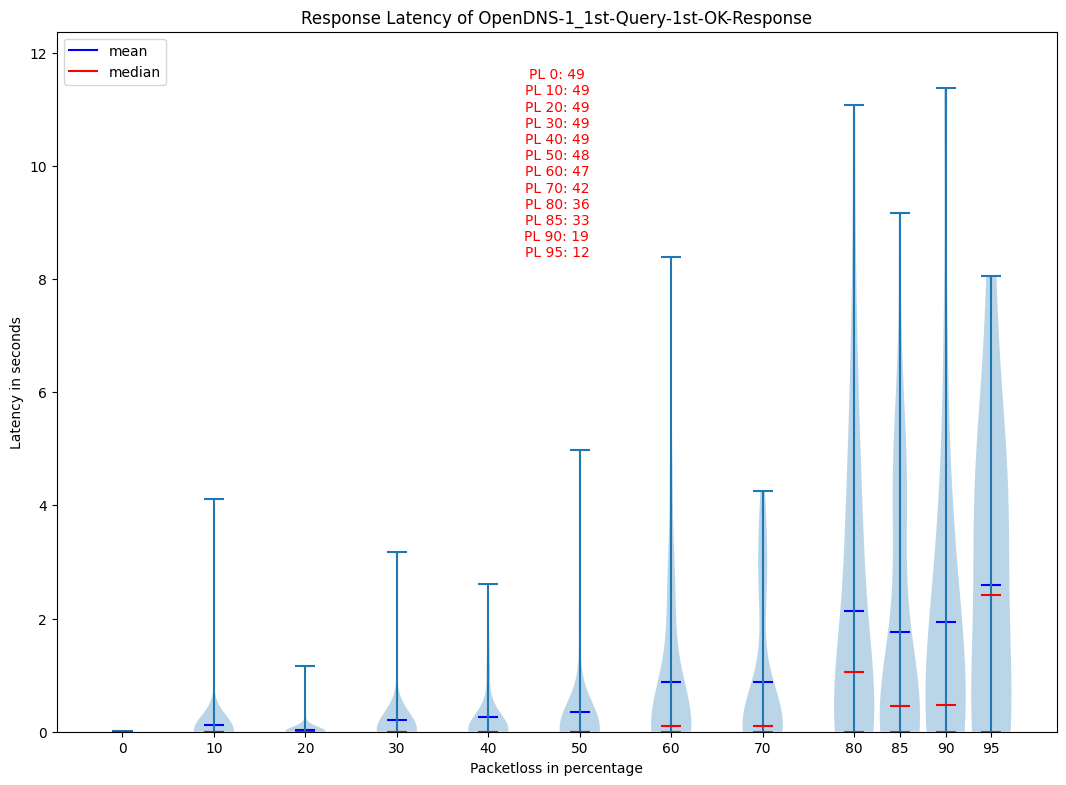 Response Latency of OpenDNS-1_1st-Query-1st-OK-Response
mean
median
PL 0: 49
PL 10: 49
PL 20: 49
PL 30: 49
PL 40: 49
PL 50: 48
PL 60: 47
PL 70: 42
PL 80: 36
PL 85: 33
PL 90: 19
PL 95: 12
12
10
8
6
4
2
0
Latency in seconds
0 10 20 30 40 50 60 70 80 85 90 95
Packetloss in percentage